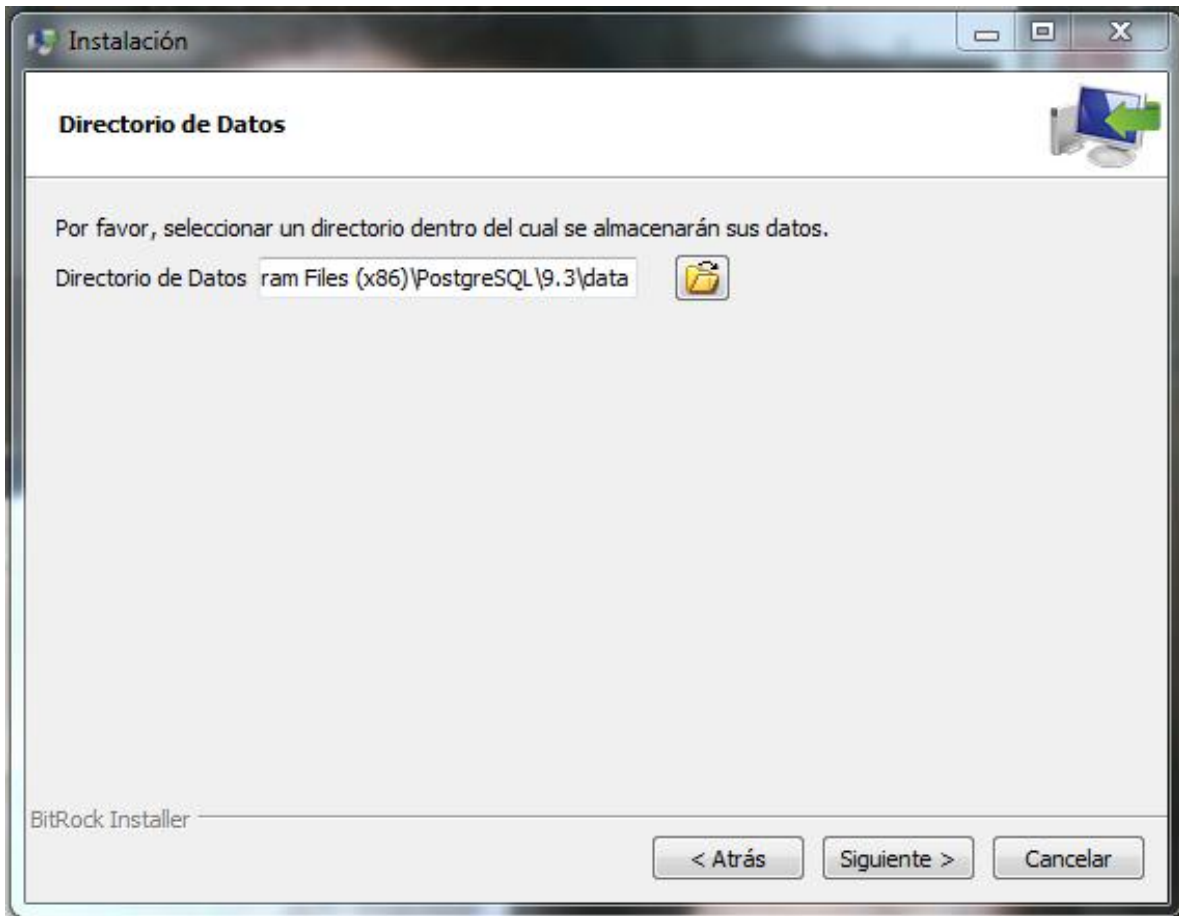 Instalación
Directorio de Datos
Por favor, seleccionar un directorio dentro del cual se almacenarán sus datos.
Directorio de Datos ram Files (x86)\PostgreSQL\9.3\data
BitRock Installer
< Atrás Siguiente > Cancelar